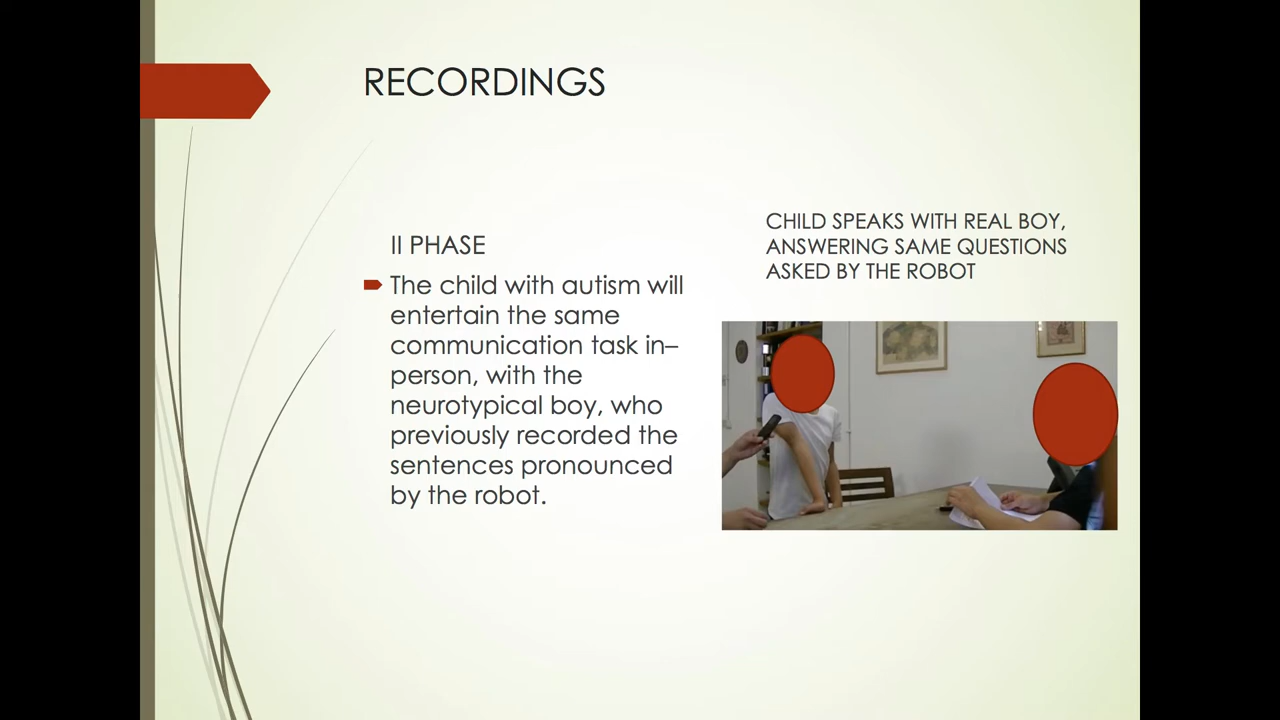 RECORDINGS
II PHASE
The child with autism will
entertain the same
communication task in–
person, with the
neurotypical boy, who
previously recorded the
sentences pronounced
by the robot.
CHILD SPEAKS WITH REAL BOY,
ANSWERING SAME QUESTIONS
ASKED BY THE ROBOT